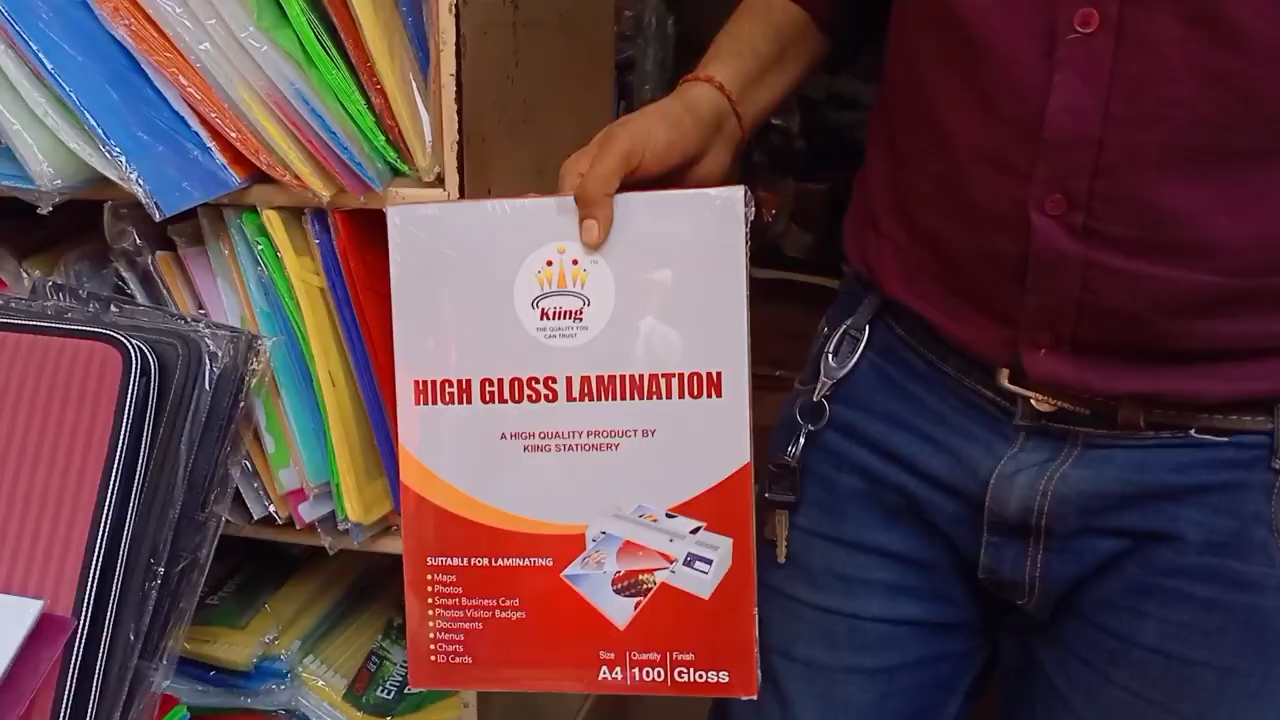 TM
Kiing
THE QUALITY YOU
CAN TRUST
HIGH GLOSS LAMINATION
A HIGH QUALITY PRODUCT BY
KIING STATIONERY
SUITABLE FOR LAMINATING
Maps
Photos
Smart Business Card
Photos Visitor Badges
Documents
Menus
Charts
ID Cards
Size
Quantity
Finish
A4
100
Gloss